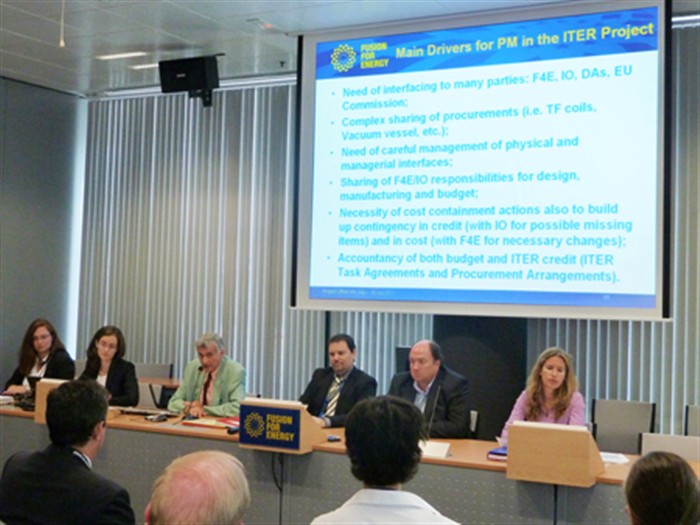 FUSION
FOR
ENERGY
Main Drivers for PM in the ITER Project
• Need of interfacing to many parties: F4E, IO, DAs, EU
Commission;
• Complex sharing of procurements (i.e. TF coils,
Vacuum vessel, etc.);
• Need of careful management of physical and
managerial interfaces;
• Sharing of F4E/IO responsibilities for design,
manufacturing and budget;
• Necessity of cost containment actions also to build
up contingency in credit (with IO for possible missing
items) and in cost (with F4E for necessary changes);
• Accountancy of both budget and ITER credit (ITER
Task Agreements and Procurement Arrangements).
FUSION
FOR
ENERGY